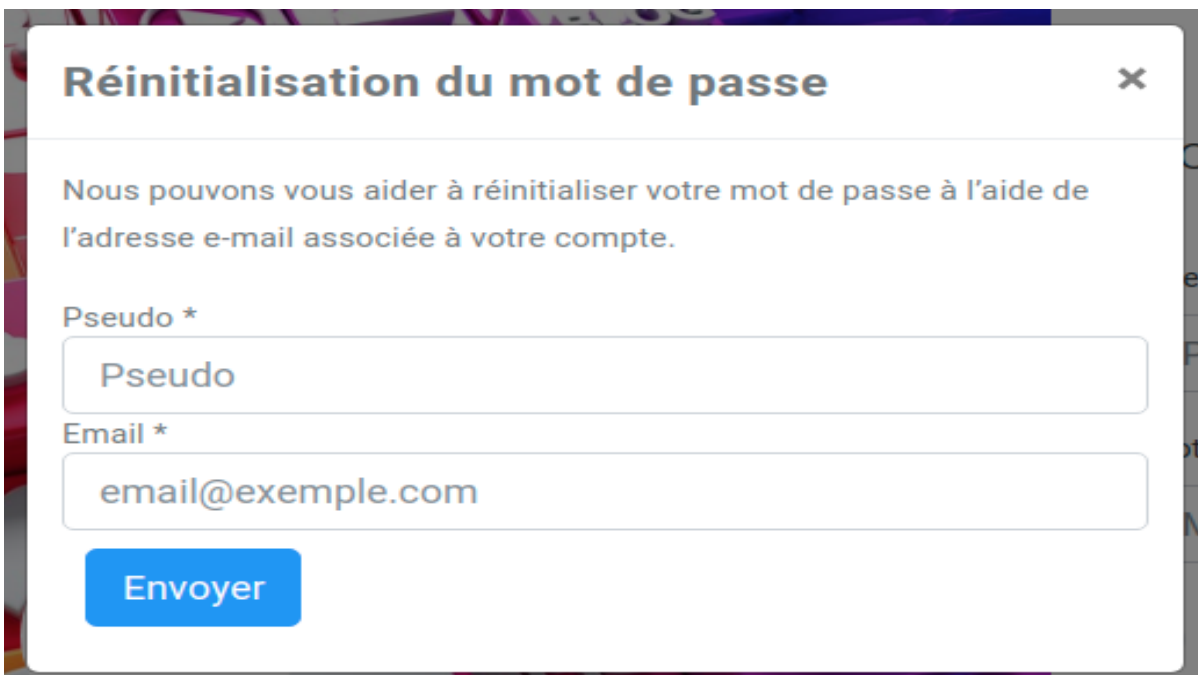 Réinitialisation du mot de passe
×
Nous pouvons vous aider à réinitialiser votre mot de passe à l’aide de
l’adresse e-mail associée à votre compte.
Pseudo *
Pseudo
Email *
email@exemple.com
Envoyer